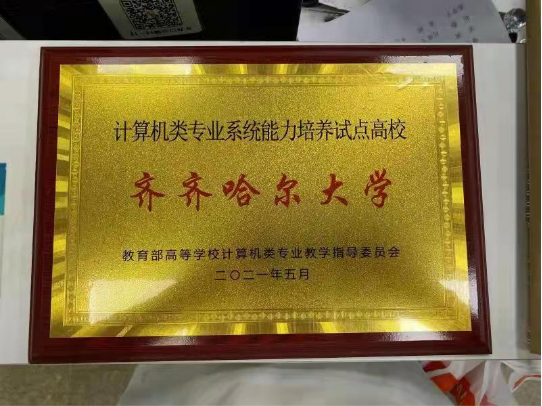 计算机类专业系统能力培养试点高校
齐齐哈尔大学
教育部高等学校计算机类专业教学指导委员会
二〇二一年五月